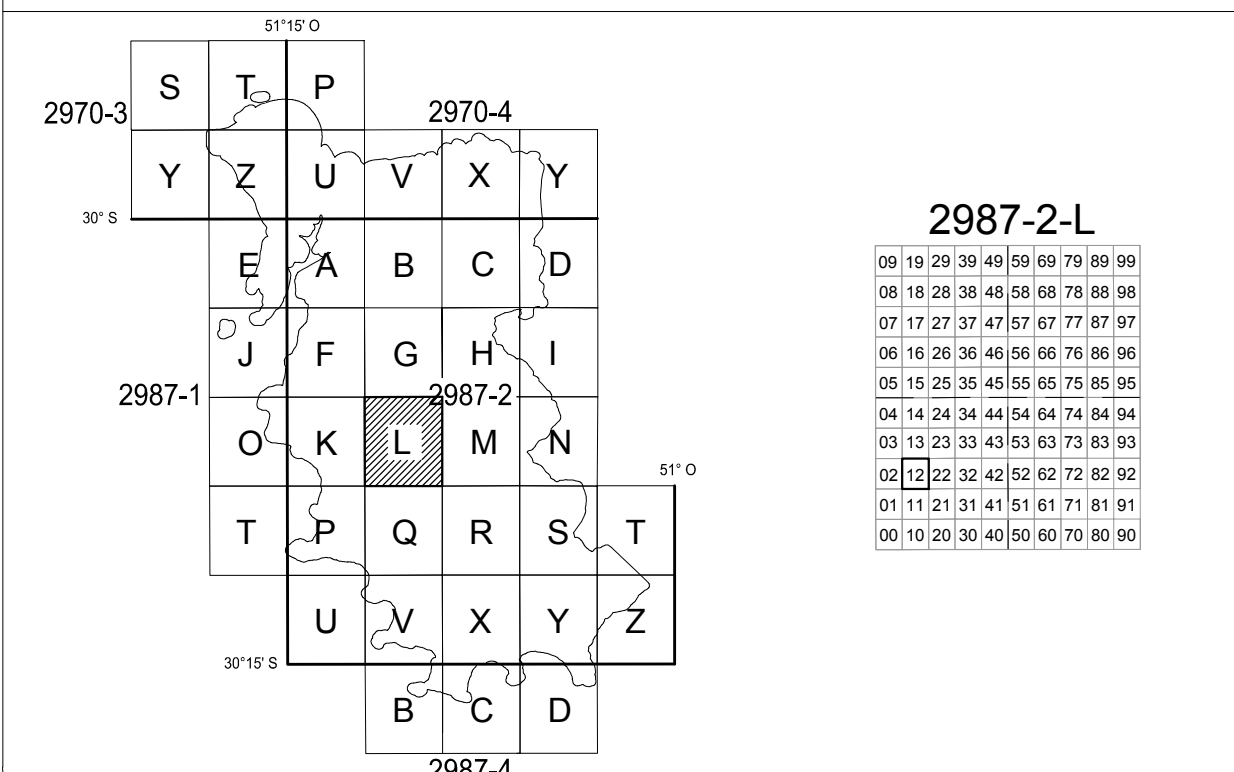 51°15' O
S T P
2970-3 2970-4
Y Z U V X Y
30° S
E A B C D
J F G H I
2987-1 2987-2
O K L M N
51° O
T P Q R S T
U V X Y Z
30°15' S
B C D
2987-4
2987-2-L
09 19 29 39 49 59 69 79 89 99
08 18 28 38 48 58 68 78 88 98
07 17 27 37 47 57 67 77 87 97
06 16 26 36 46 56 66 76 86 96
05 15 25 35 45 55 65 75 85 95
04 14 24 34 44 54 64 74 84 94
03 13 23 33 43 53 63 73 83 93
02 12 22 32 42 52 62 72 82 92
01 11 21 31 41 51 61 71 81 91
00 10 20 30 40 50 60 70 80 90